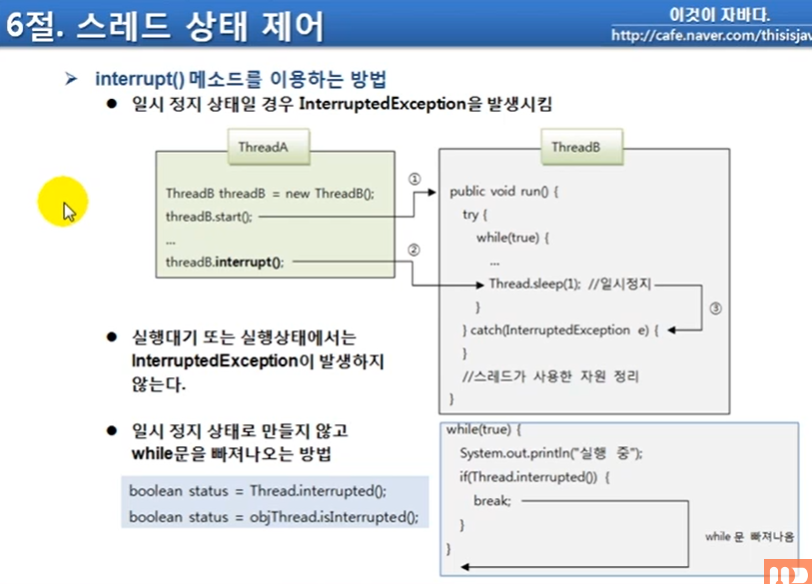 6절. 스레드 상태 제어
이것이 자바다.
http://cafe.naver.com/thisisjav
➤ interrupt() 메소드를 이용하는 방법
● 일시 정지 상태일 경우 InterruptedException을 발생시킴
ThreadA
ThreadB threadB = new ThreadB();
threadB.start();
...
threadB.interrupt();
①
②
ThreadB
public void run() {
try {
while(true) {
...
Thread.sleep(1); //일시정지
}
③
} catch(InterruptedException e) {
}
//스레드가 사용한 자원 정리
}
● 실행대기 또는 실행상태에서는
InterruptedException이 발생하지
않는다.
● 일시 정지 상태로 만들지 않고
while문을 빠져나오는 방법
boolean status = Thread.interrupted();
boolean status = objThread.isInterrupted();
while(true) {
System.out.println("실행 중");
if(Thread.interrupted()) {
break;
}
}
while 문 빠져나옴